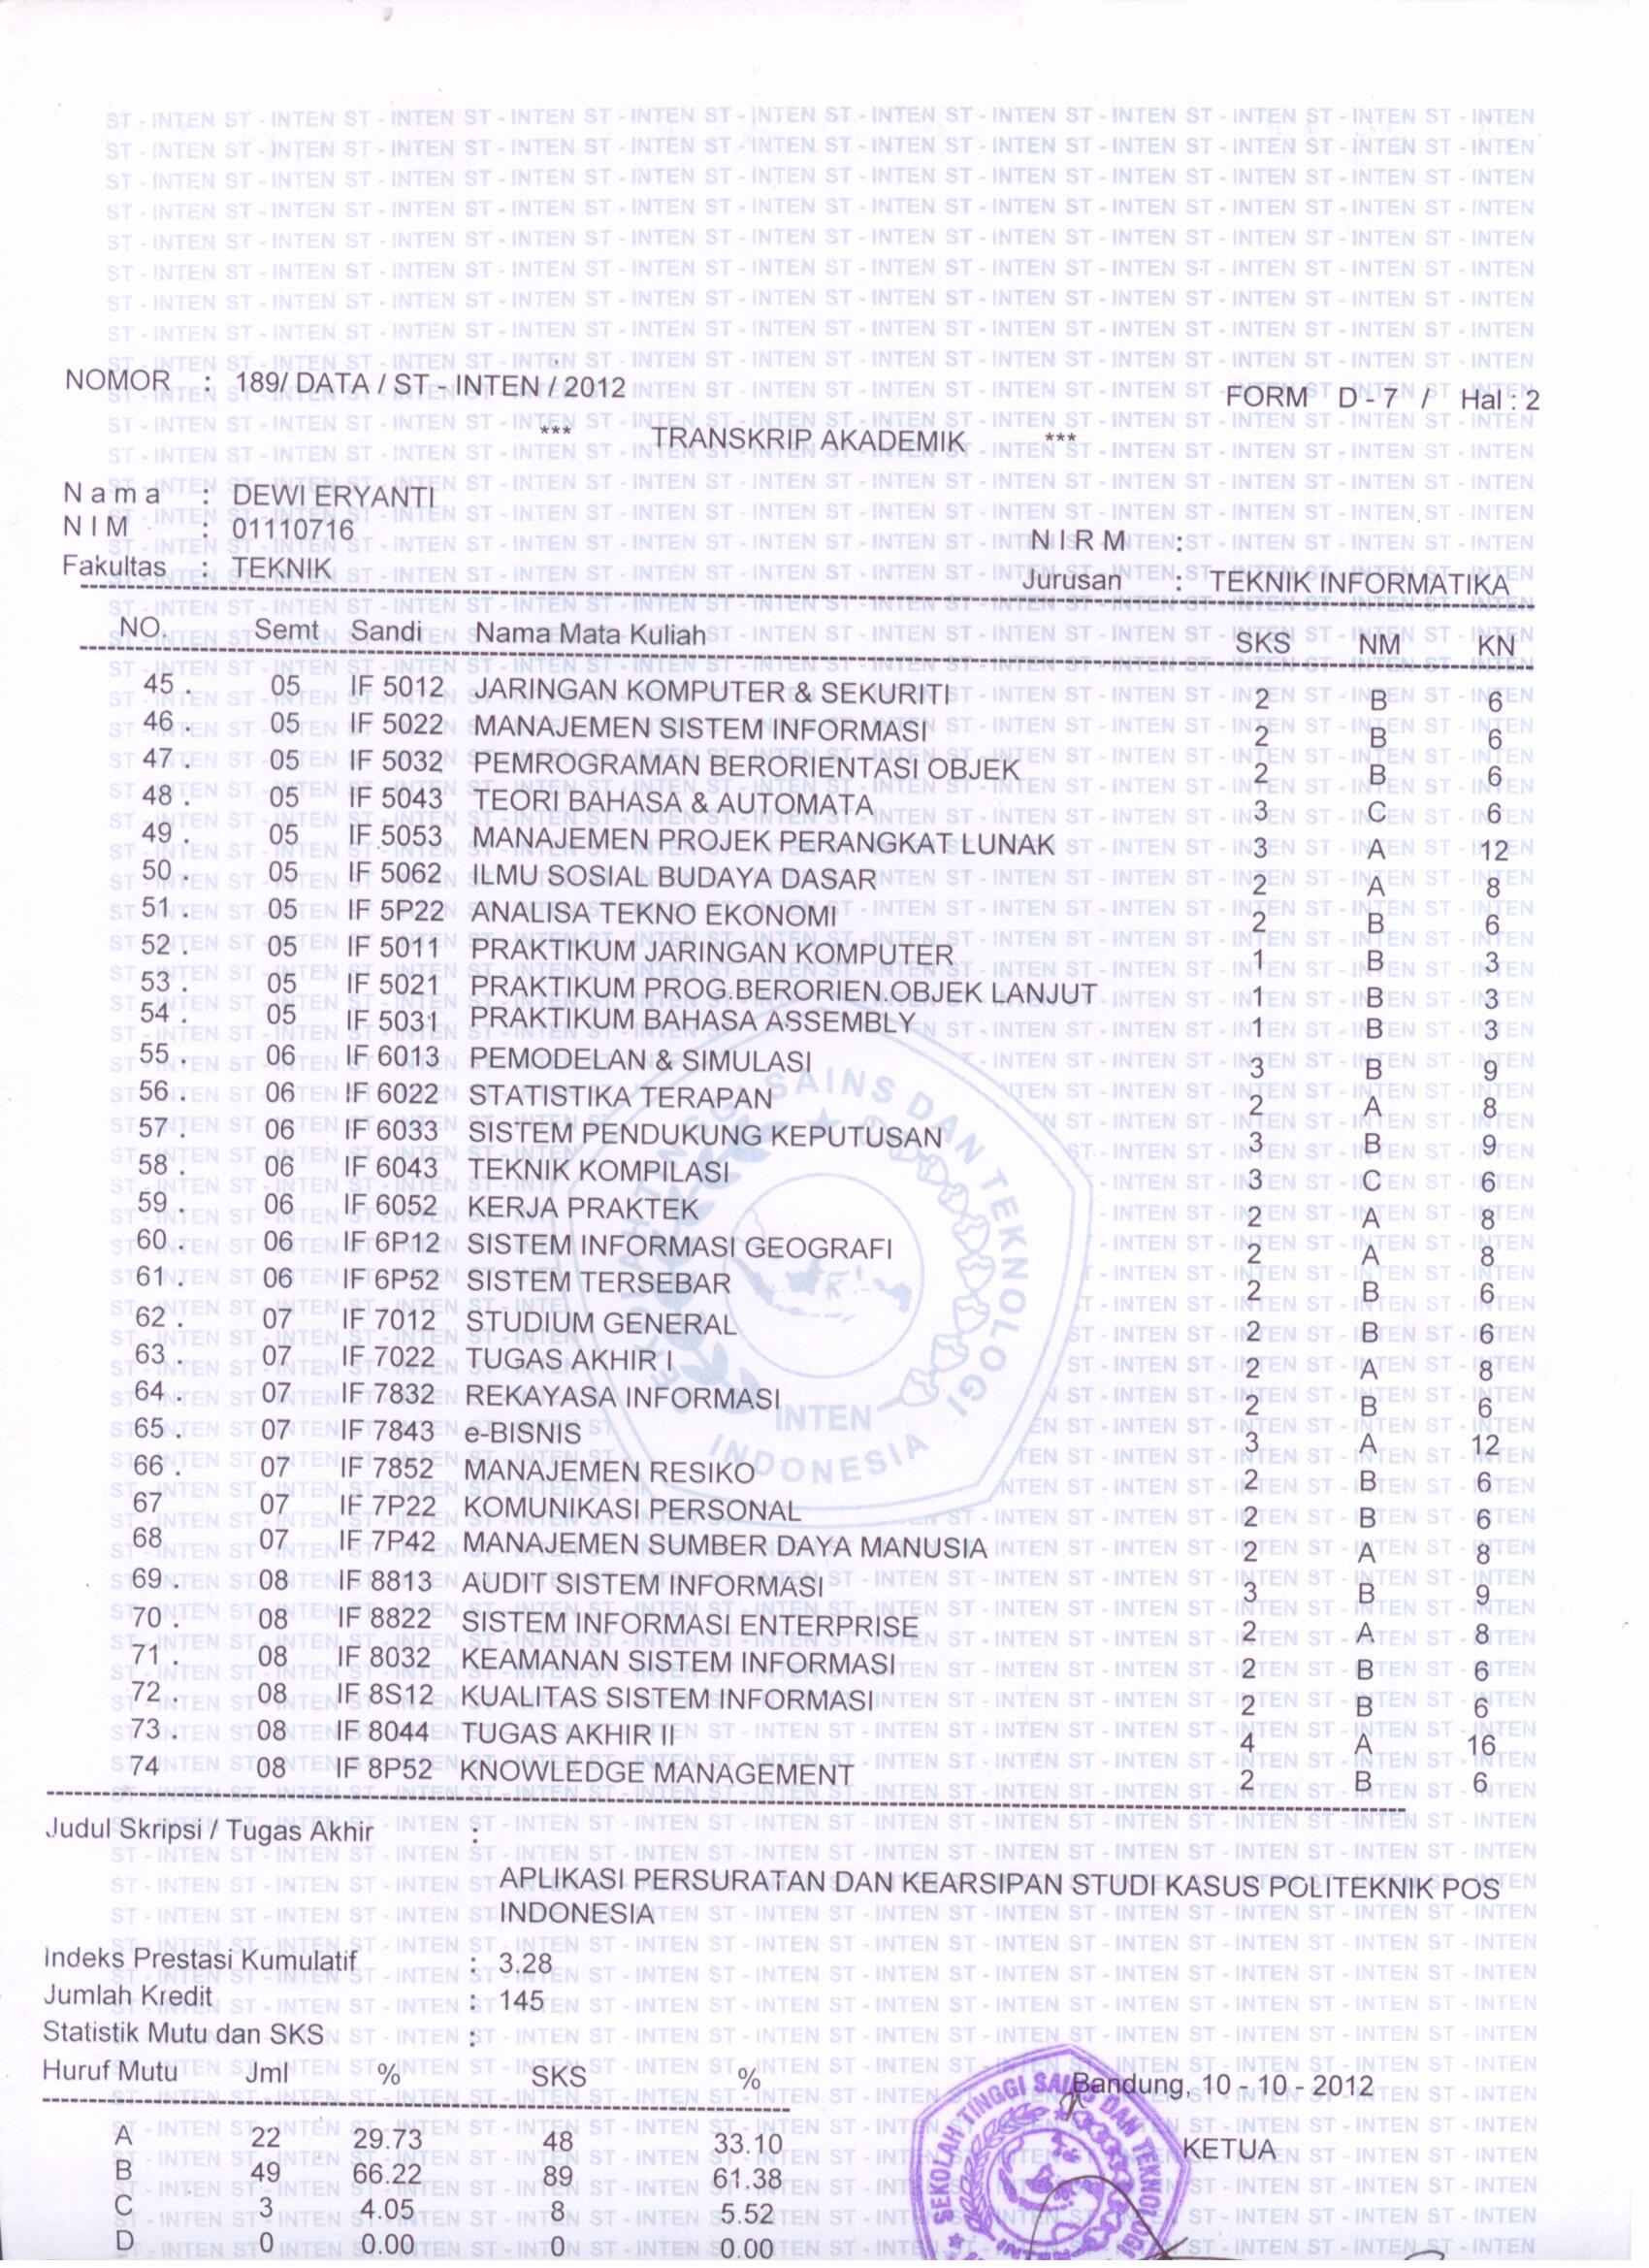 NOMOR : 189/ DATA / ST - INTEN / 2012 FORM D - 7 / Hal : 2
*** TRANSKRIP AKADEMIK ***
N a m a : DEWI ERYANTI
N I M : 01110716 N I R M :
Fakultas : TEKNIK Jurusan : TEKNIK INFORMATIKA
NO. Semt Sandi Nama Mata Kuliah SKS NM KN
45 . 05 IF 5012 JARINGAN KOMPUTER & SEKURITI 2 B 6
46 . 05 IF 5022 MANAJEMEN SISTEM INFORMASI 2 B 6
47 . 05 IF 5032 PEMROGRAMAN BERORIENTASI OBJEK 2 B 6
48 . 05 IF 5043 TEORI BAHASA & AUTOMATA 3 C 6
49 . 05 IF 5053 MANAJEMEN PROJEK PERANGKAT LUNAK 3 A 12
50 . 05 IF 5062 ILMU SOSIAL BUDAYA DASAR 2 A 8
51 . 05 IF 5P22 ANALISA TEKNO EKONOMI 2 B 6
52 . 05 IF 5011 PRAKTIKUM JARINGAN KOMPUTER 1 B 3
53 . 05 IF 5021 PRAKTIKUM PROG.BERORIEN.OBJEK LANJUT 1 B 3
54 . 05 IF 5031 PRAKTIKUM BAHASA ASSEMBLY 1 B 3
55 . 06 IF 6013 PEMODELAN & SIMULASI 3 B 9
56 . 06 IF 6022 STATISTIKA TERAPAN 2 A 8
57 . 06 IF 6033 SISTEM PENDUKUNG KEPUTUSAN 3 B 9
58 . 06 IF 6043 TEKNIK KOMPILASI 3 C 6
59 . 06 IF 6052 KERJA PRAKTEK 2 A 8
60 . 06 IF 6P12 SISTEM INFORMASI GEOGRAFI 2 A 8
61 . 06 IF 6P52 SISTEM TERSEBAR 2 B 6
62 . 07 IF 7012 STUDIUM GENERAL 2 B 6
63 . 07 IF 7022 TUGAS AKHIR I 2 A 8
64 . 07 IF 7832 REKAYASA INFORMASI 2 B 6
65 . 07 IF 7843 e-BISNIS 3 A 12
66 . 07 IF 7852 MANAJEMEN RESIKO 2 B 6
67 07 IF 7P22 KOMUNIKASI PERSONAL 2 B 6
68 07 IF 7P42 MANAJEMEN SUMBER DAYA MANUSIA 2 A 8
69 . 08 IF 8813 AUDIT SISTEM INFORMASI 3 B 9
70 . 08 IF 8822 SISTEM INFORMASI ENTERPRISE 2 A 8
71 . 08 IF 8032 KEAMANAN SISTEM INFORMASI 2 B 6
72 . 08 IF 8S12 KUALITAS SISTEM INFORMASI 2 B 6
73 . 08 IF 8044 TUGAS AKHIR II 4 A 16
74 08 IF 8P52 KNOWLEDGE MANAGEMENT 2 B 6
Judul Skripsi / Tugas Akhir :
APLIKASI PERSURATAN DAN KEARSIPAN STUDI KASUS POLITEKNIK POS
INDONESIA
Indeks Prestasi Kumulatif : 3.28
Jumlah Kredit : 145
Statistik Mutu dan SKS :
Huruf Mutu Jml % SKS %
Bandung, 10 - 10 - 2012
A 22 29.73 48 33.10
KETUA
B 49 66.22 89 61.38
C 3 4.05 8 5.52
D 0 0.00 0 0.00
SEKOLAH TINGGI SAINS DAN TEKNOLOGI
INTEN